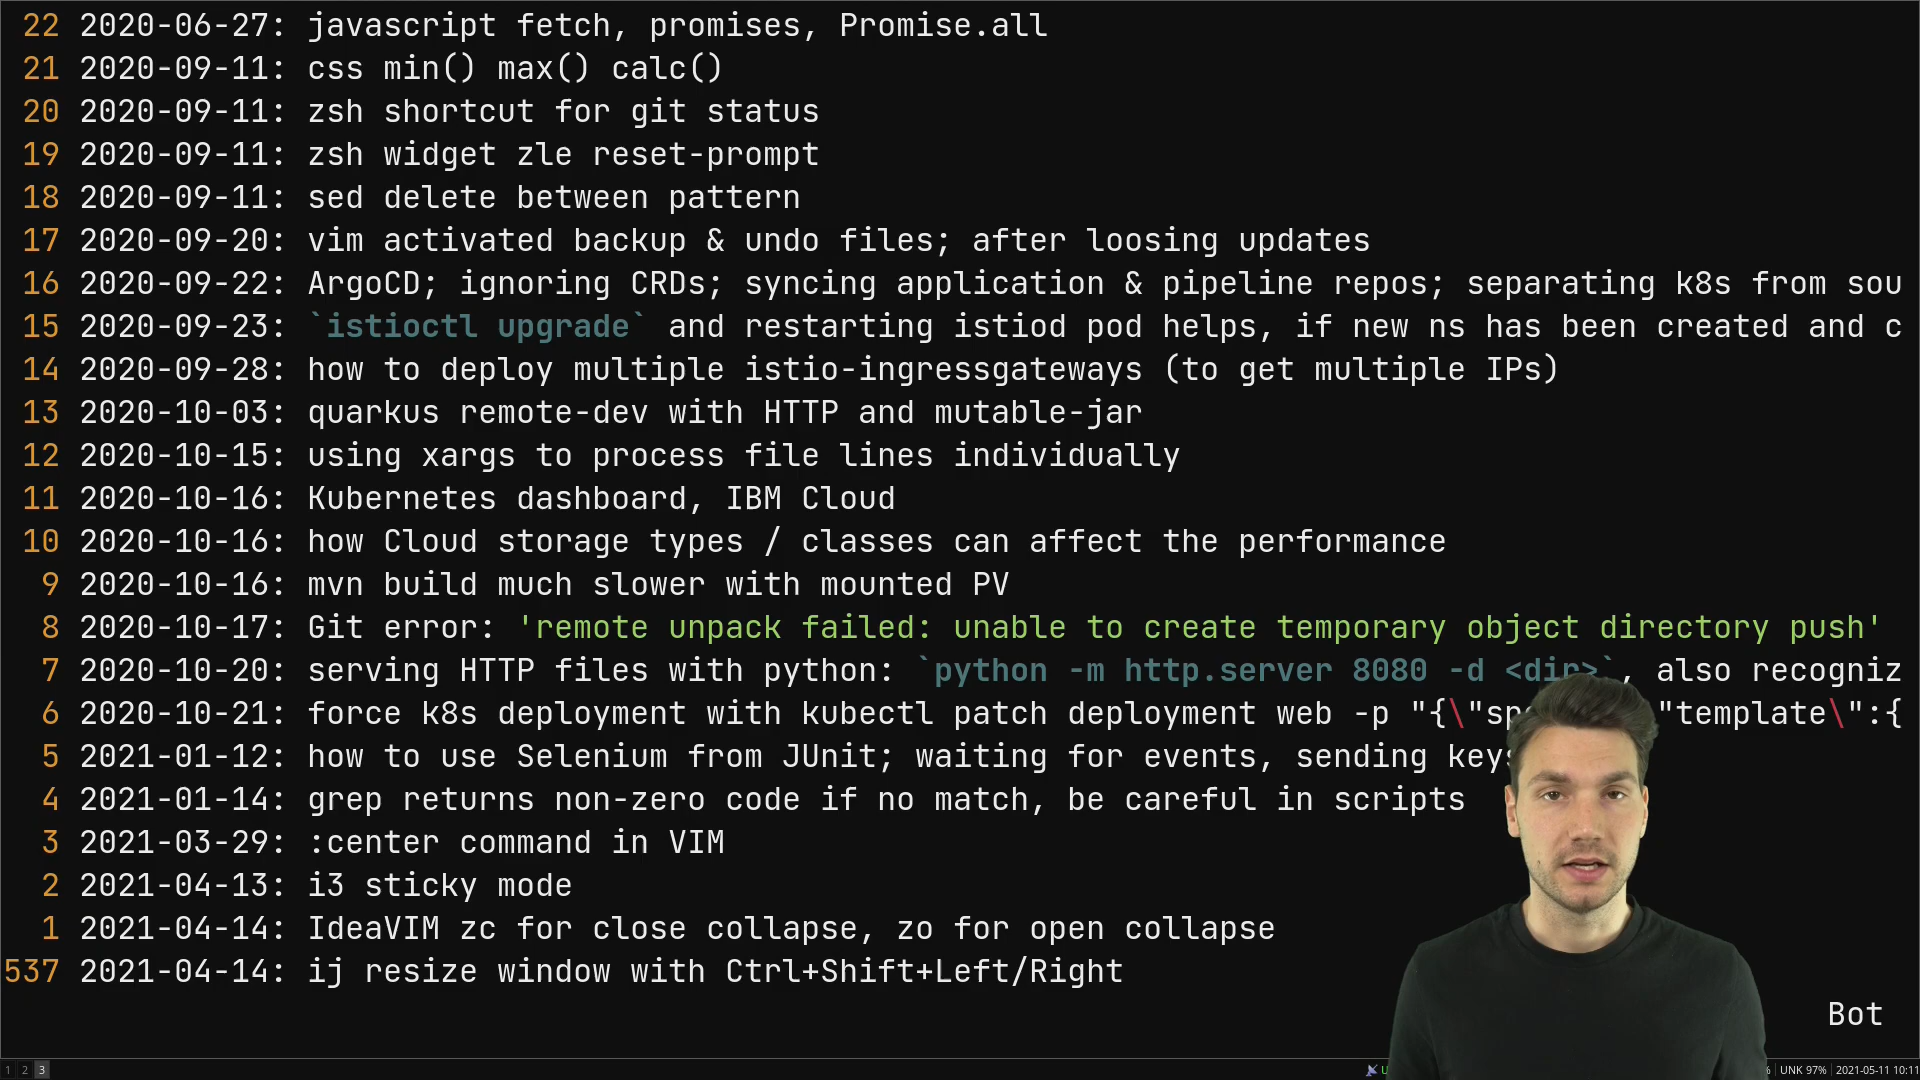 22 2020-06-27: javascript fetch, promises, Promise.all
21 2020-09-11: css min() max() calc()
20 2020-09-11: zsh shortcut for git status
19 2020-09-11: zsh widget zle reset-prompt
18 2020-09-11: sed delete between pattern
17 2020-09-20: vim activated backup & undo files; after loosing updates
16 2020-09-22: ArgoCD; ignoring CRDs; syncing application & pipeline repos; separating k8s from sou
15 2020-09-23: `istioctl upgrade` and restarting istiod pod helps, if new ns has been created and c
14 2020-09-28: how to deploy multiple istio-ingressgateways (to get multiple IPs)
13 2020-10-03: quarkus remote-dev with HTTP and mutable-jar
12 2020-10-15: using xargs to process file lines individually
11 2020-10-16: Kubernetes dashboard, IBM Cloud
10 2020-10-16: how Cloud storage types / classes can affect the performance
9 2020-10-16: mvn build much slower with mounted PV
8 2020-10-17: Git error: 'remote unpack failed: unable to create temporary object directory push'
7 2020-10-20: serving HTTP files with python: `python -m http.server 8080 -d <dir>`, also recogniz
6 2020-10-21: force k8s deployment with kubectl patch deployment web -p "{\"sp "template\":{
5 2021-01-12: how to use Selenium from JUnit; waiting for events, sending keys
4 2021-01-14: grep returns non-zero code if no match, be careful in scripts
3 2021-03-29: :center command in VIM
2 2021-04-13: i3 sticky mode
1 2021-04-14: IdeaVIM zc for close collapse, zo for open collapse
537 2021-04-14: ij resize window with Ctrl+Shift+Left/Right
Bot
1 2 3 % UNK 97% 2021-05-11 10:11